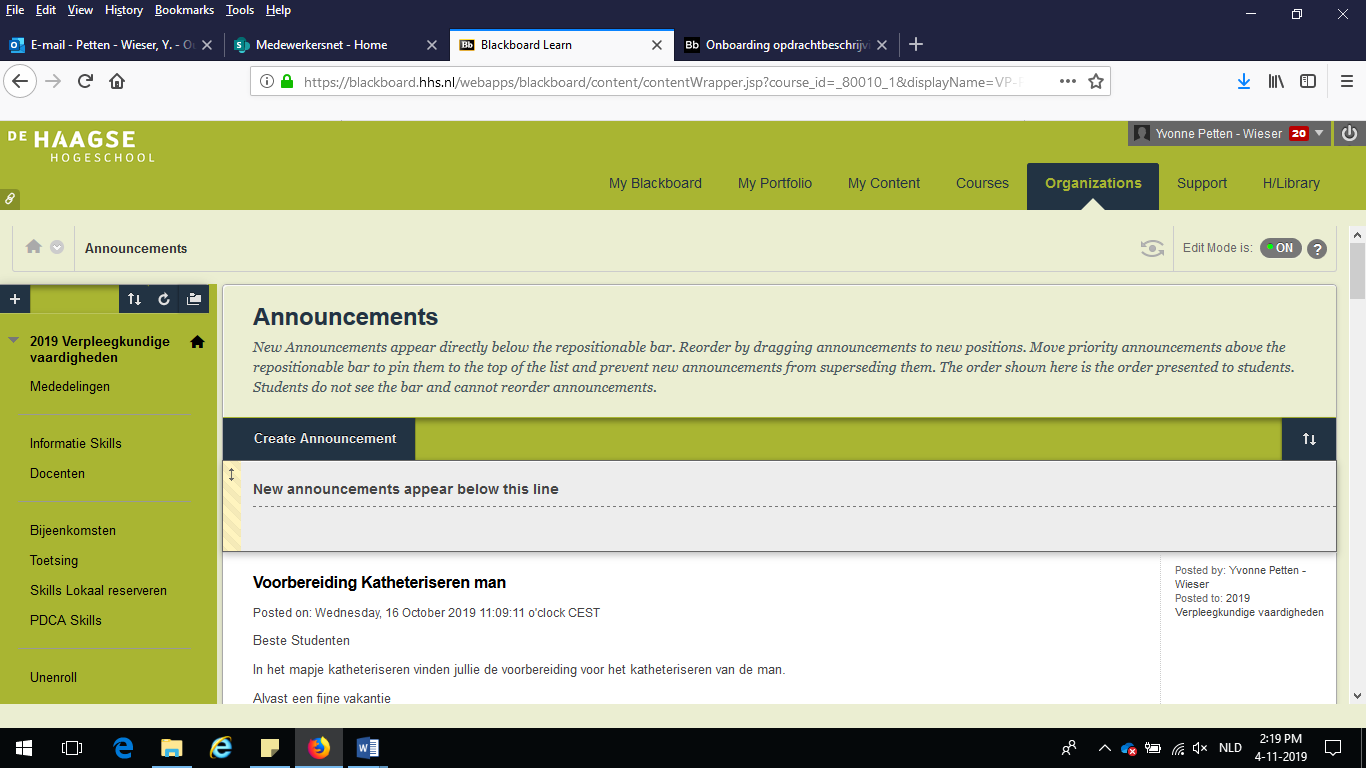 File Edit View History Bookmarks Tools Help
E-mail - Petten - Wieser, Y. - Ou
Medewerkersnet - Home
Bb Blackboard Learn
Bb Onboarding opdrachtbeschrijvi
https://blackboard.hhs.nl/webapps/blackboard/content/contentWrapper.jsp?course_id=_80010_1&displayName=VP-
DE HAAGSE
HOGESCHOOL
Yvonne Petten - Wieser 20
My Blackboard My Portfolio My Content Courses Organizations Support H/Library
Announcements
Edit Mode is: ON ?
2019 Verpleegkundige
vaardigheden
Mededelingen
Informatie Skills
Docenten
Bijeenkomsten
Toetsing
Skills Lokaal reserveren
PDCA Skills
Unenroll
Announcements
New Announcements appear directly below the repositionable bar. Reorder by dragging announcements to new positions. Move priority announcements above the
repositionable bar to pin them to the top of the list and prevent new announcements from superseding them. The order shown here is the order presented to students.
Students do not see the bar and cannot reorder announcements.
Create Announcement
New announcements appear below this line
Voorbereiding Katheteriseren man
Posted on: Wednesday, 16 October 2019 11:09:11 o'clock CEST
Beste Studenten
In het mapje katheteriseren vinden jullie de voorbereiding voor het katheteriseren van de man.
Alvast een fijne vakantie
Posted by: Yvonne Petten -
Wieser
Posted to: 2019
Verpleegkundige vaardigheden
NLD
2:19 PM
4-11-2019